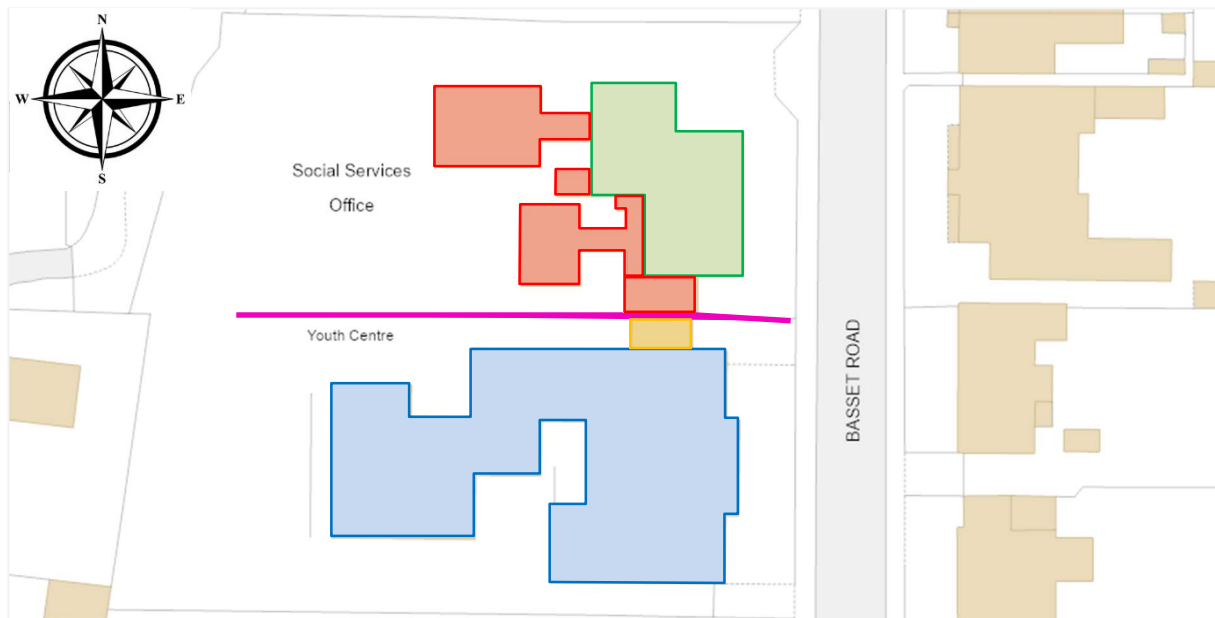 N
W
E
S
Social Services
Office
Youth Centre
BASSET ROAD